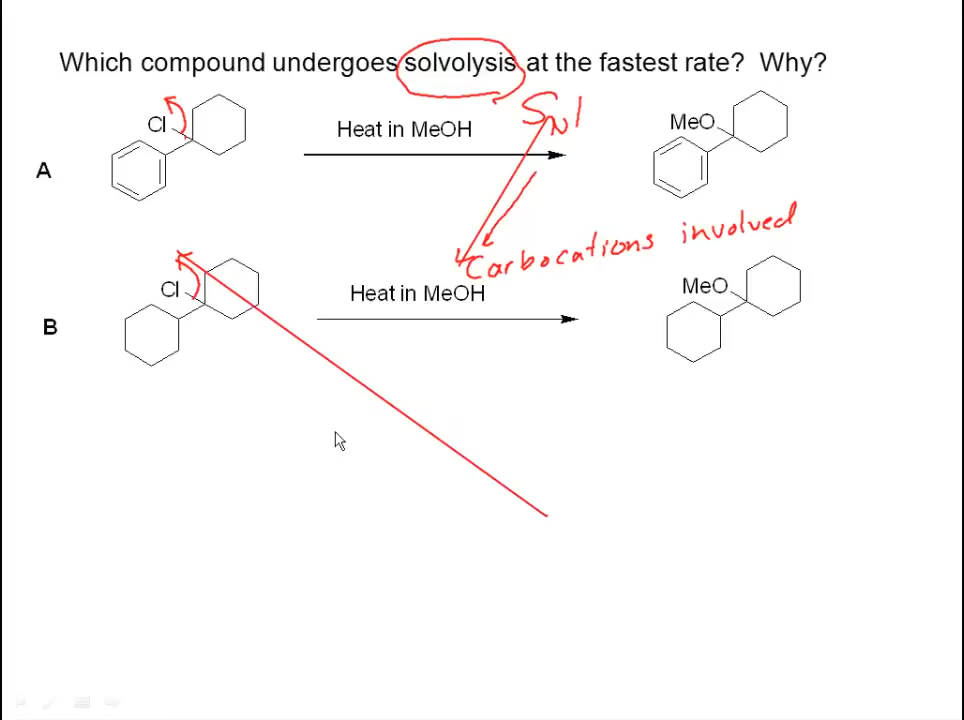 Which compound undergoes solvolysis at the fastest rate? Why?
SN1
Cl
Heat in MeOH
MeO
A
Carbocations involved
Cl
Heat in MeOH
MeO
B